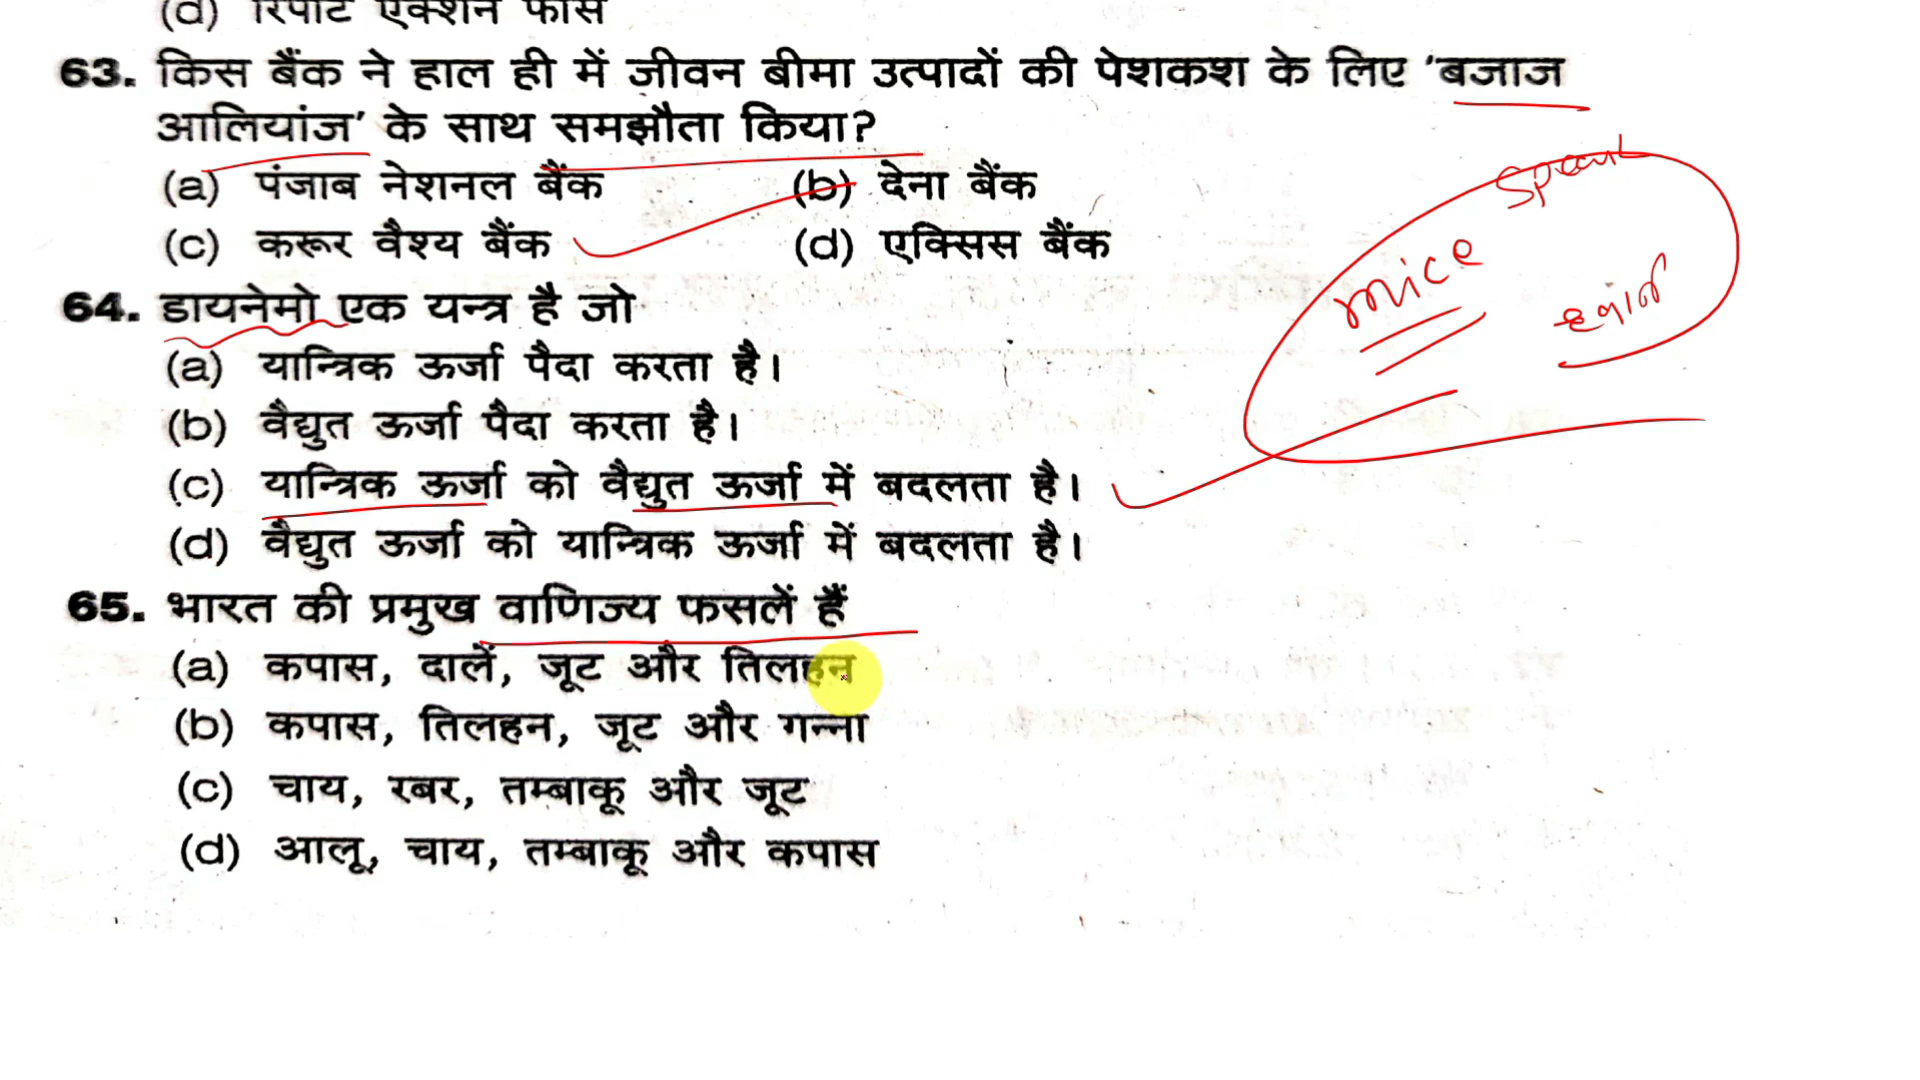 (d) रिपीट एक्शन फोर्स
63. किस बैंक ने हाल ही में जीवन बीमा उत्पादों की पेशकश के लिए 'बजाज
आलियांज' के साथ समझौता किया?
(a) पंजाब नेशनल बैंक (b) देना बैंक
(c) करूर वैश्य बैंक (d) एक्सिस बैंक
64. डायनेमो एक यन्त्र है जो
(a) यान्त्रिक ऊर्जा पैदा करता है।
(b) वैद्युत ऊर्जा पैदा करता है।
(c) यान्त्रिक ऊर्जा को वैद्युत ऊर्जा में बदलता है।
(d) वैद्युत ऊर्जा को यान्त्रिक ऊर्जा में बदलता है।
65. भारत की प्रमुख वाणिज्य फसलें हैं
(a) कपास, दालें, जूट और तिलहन
(b) कपास, तिलहन, जूट और गन्ना
(c) चाय, रबर, तम्बाकू और जूट
(d) आलू, चाय, तम्बाकू और कपास
mice